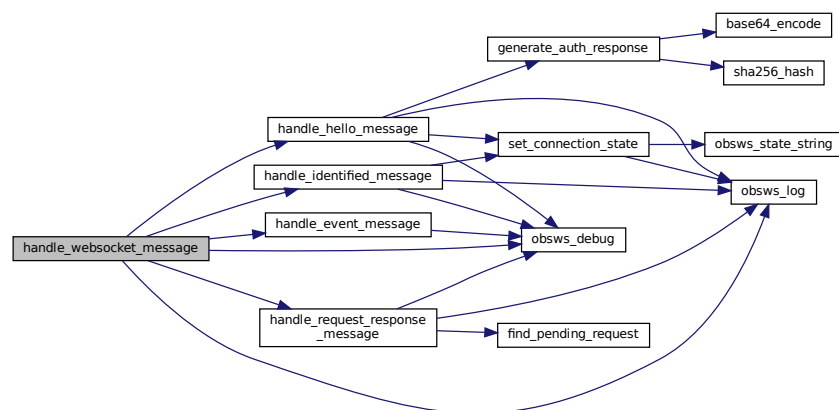 base64_encode
generate_auth_response
sha256_hash
handle_hello_message
set_connection_state
obsws_state_string
handle_identified_message
obsws_log
handle_event_message
obsws_debug
handle_websocket_message
handle_request_response
_message
find_pending_request